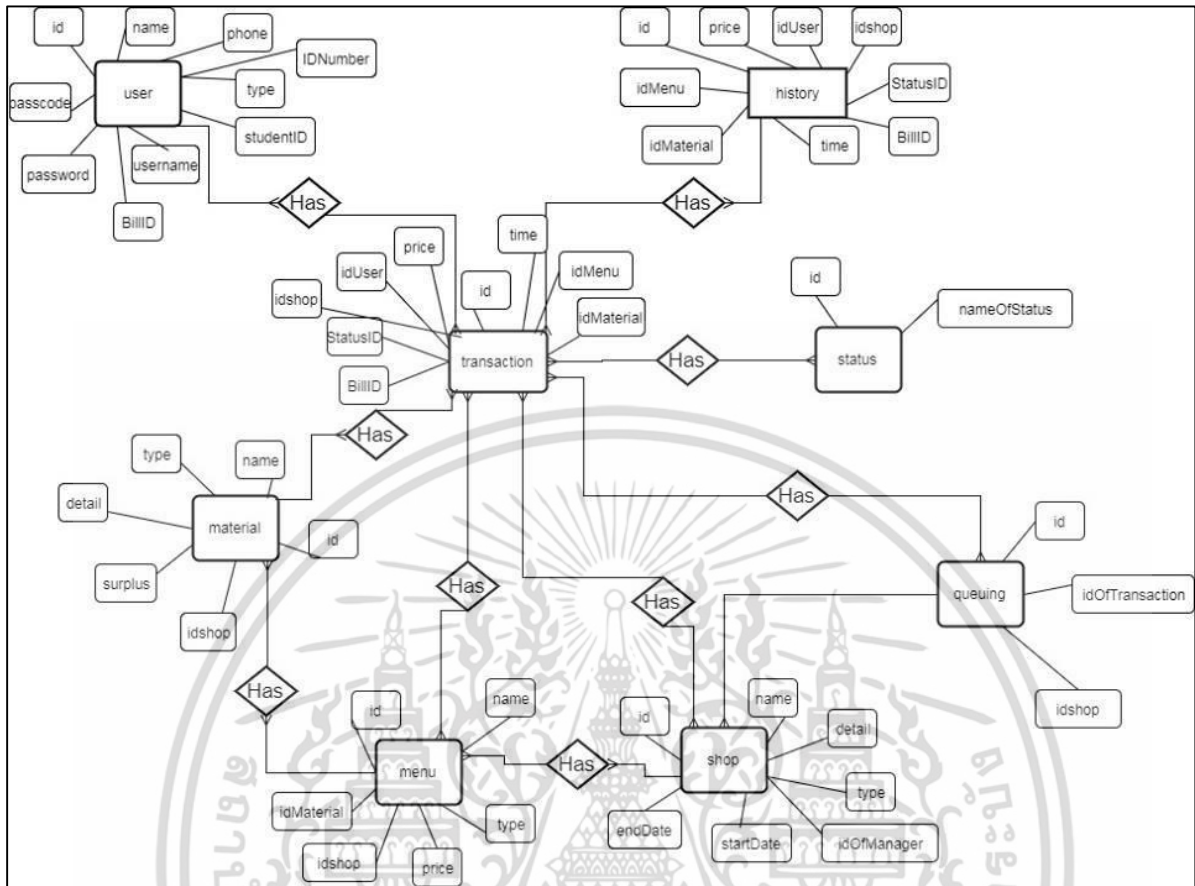 id
name
phone
IDNumber
user
type
passcode
studentID
password
username
BillID
id
price
idUser
idshop
StatusID
idMenu
history
idMaterial
time
BillID
Has
Has
time
price
idMenu
idUser
id
idshop
idMaterial
StatusID
transaction
BillID
id
nameOfStatus
Has
status
Has
type
name
detail
material
id
surplus
idshop
Has
Has
Has
Has
id
queuing
idOfTransaction
idshop
id
name
menu
idMaterial
type
idshop
price
Has
id
name
detail
shop
type
endDate
startDate
idOfManager